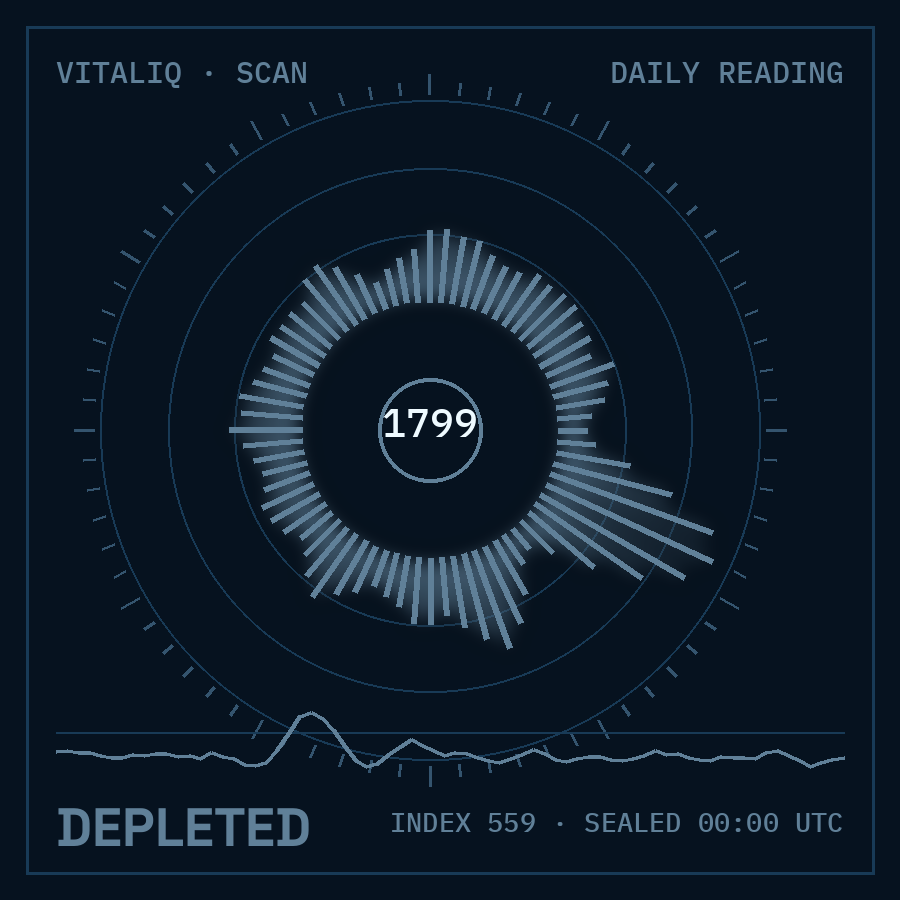 VITALIQ · SCAN
DAILY READING
1799
DEPLETED
INDEX 559 · SEALED 00:00 UTC